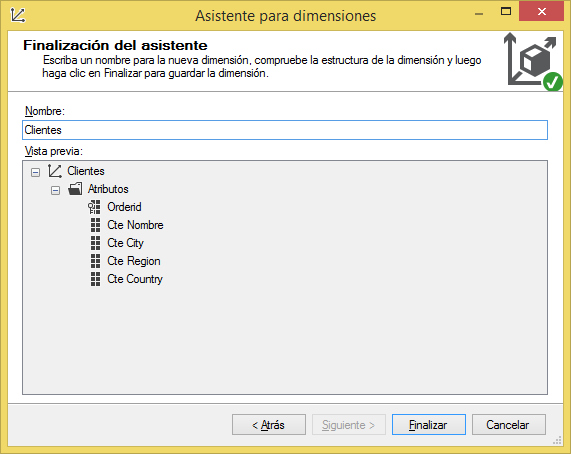 Asistente para dimensiones
Finalización del asistente
Escriba un nombre para la nueva dimensión, compruebe la estructura de la dimensión y luego
haga clic en Finalizar para guardar la dimensión.
Nombre:
Clientes
Vista previa:
Clientes
Atributos
Orderid
Cte Nombre
Cte City
Cte Region
Cte Country
< Atrás
Siguiente >
Finalizar
Cancelar